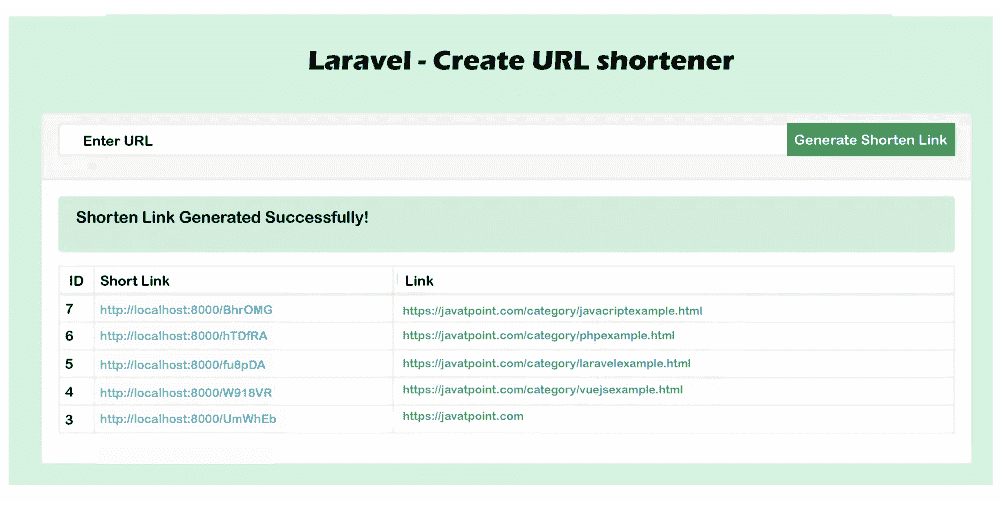 Laravel - Create URL shortener
Enter URL Generate Shorten Link
Shorten Link Generated Successfully!
ID Short Link Link
7 http://localhost:8000/BhrOMG https://javatpoint.com/category/javacriptexample.html
6 http://localhost:8000/hTDfRA https://javatpoint.com/category/phpexample.html
5 http://localhost:8000/fu8pDA https://javatpoint.com/category/laravelexample.html
4 http://localhost:8000/W918VR https://javatpoint.com/category/vuejsexample.html
3 http://localhost:8000/UmWhEb https://javatpoint.com